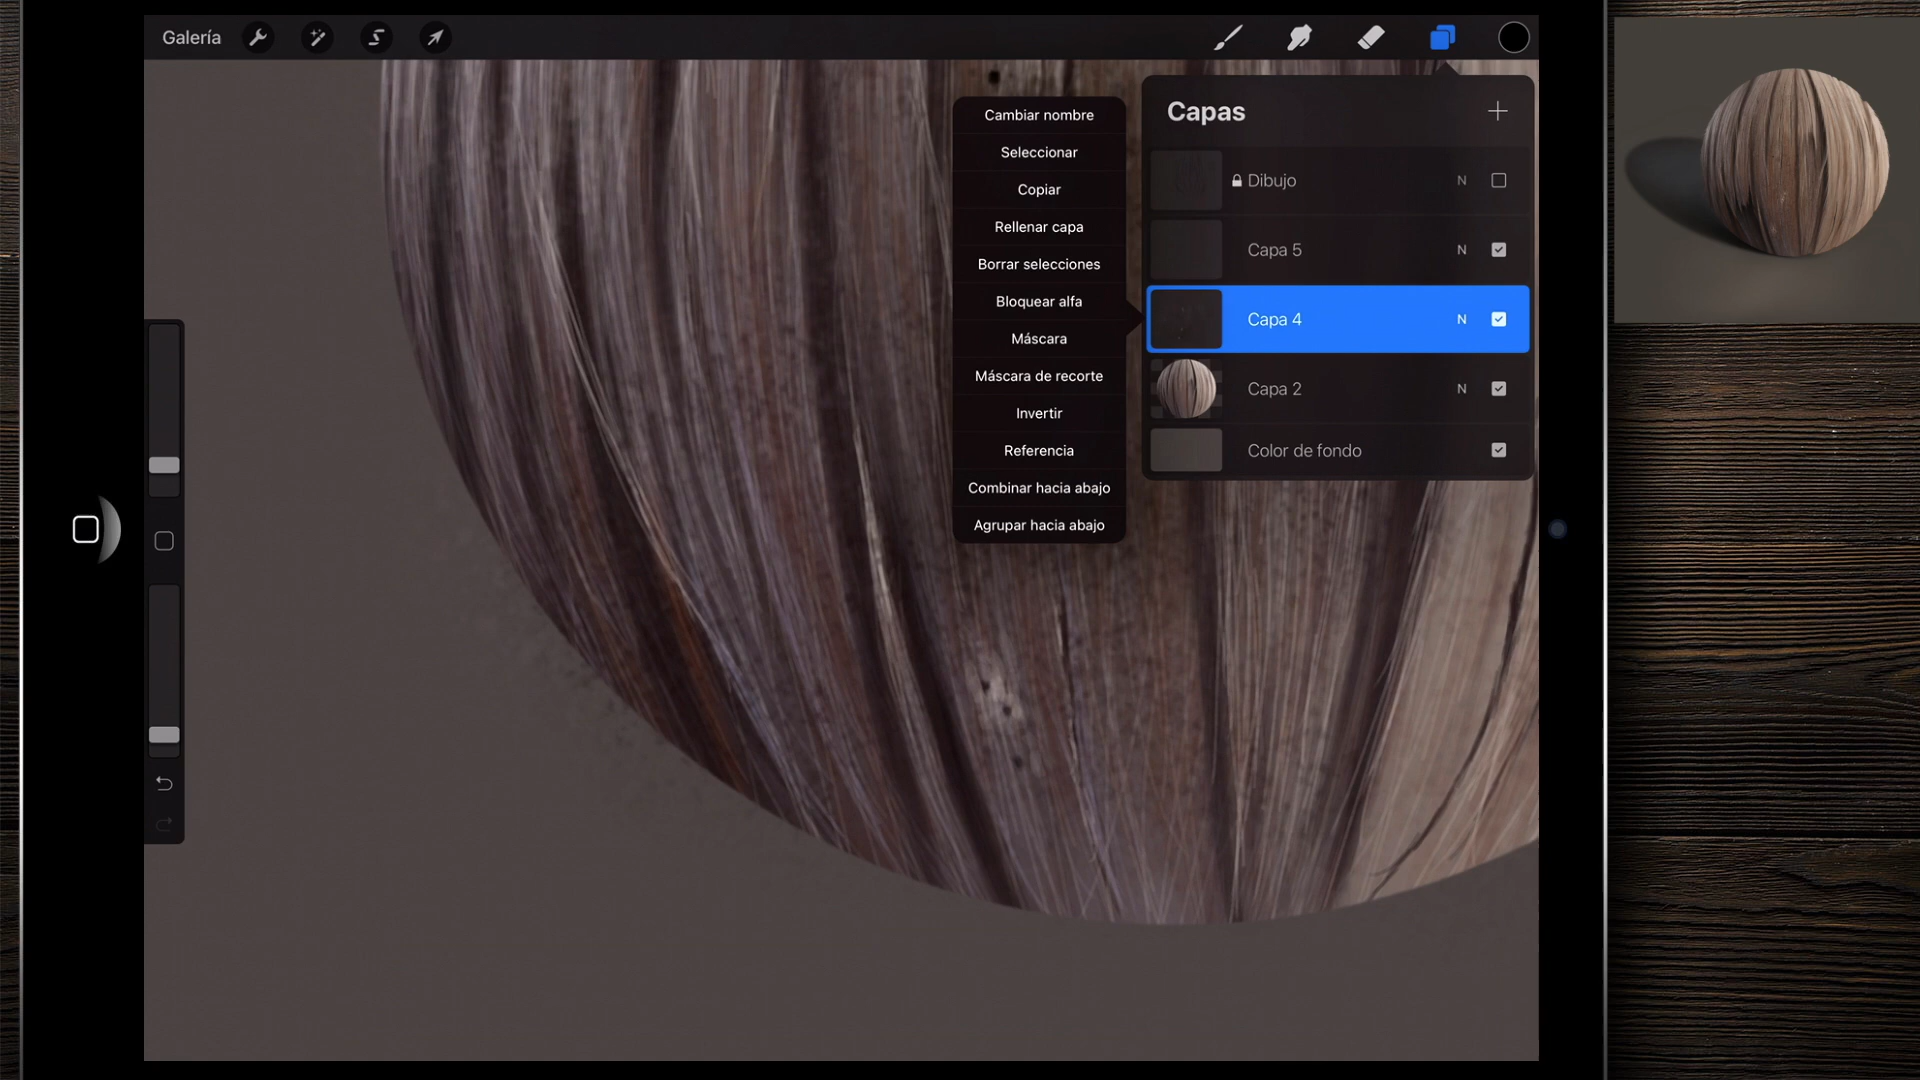 Galería
Cambiar nombre
Seleccionar
Copiar
Rellenar capa
Borrar selecciones
Bloquear alfa
Máscara
Máscara de recorte
Invertir
Referencia
Combinar hacia abajo
Agrupar hacia abajo
Capas
Dibujo N
Capa 5 N
Capa 4 N
Capa 2 N
Color de fondo